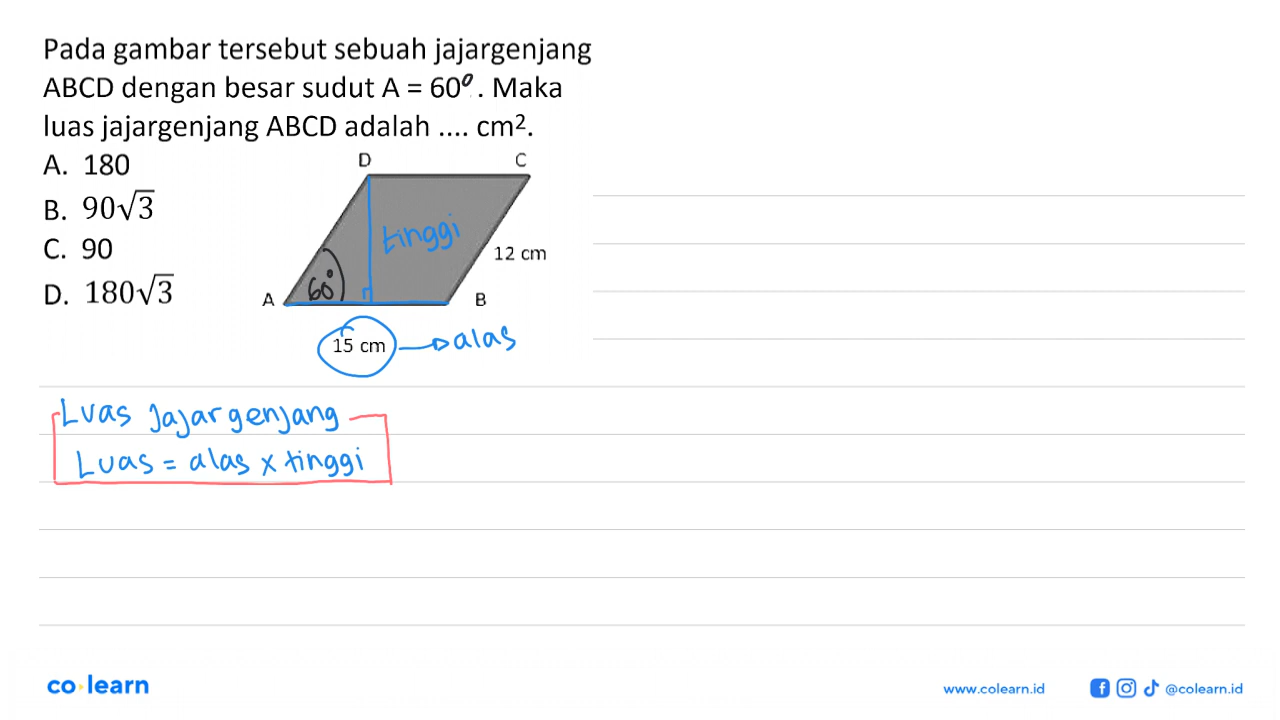 Pada gambar tersebut sebuah jajargenjang
ABCD dengan besar sudut A = 60⁰. Maka
luas jajargenjang ABCD adalah .... cm².
A. 180
B. 90√3
C. 90
D. 180√3
D
C
tinggi
12 cm
60°
A
B
15 cm → alas
Luas Jajargenjang
Luas = alas x tinggi
co learn
www.colearn.id
@colearn.id